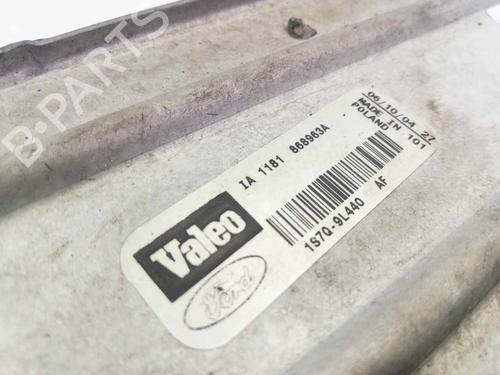 IA 1181 868963A
06/10/04 27
MADE IN
POLAND 101
Valeo
1S7Q-9L440 AF
Ford
B-PARTS